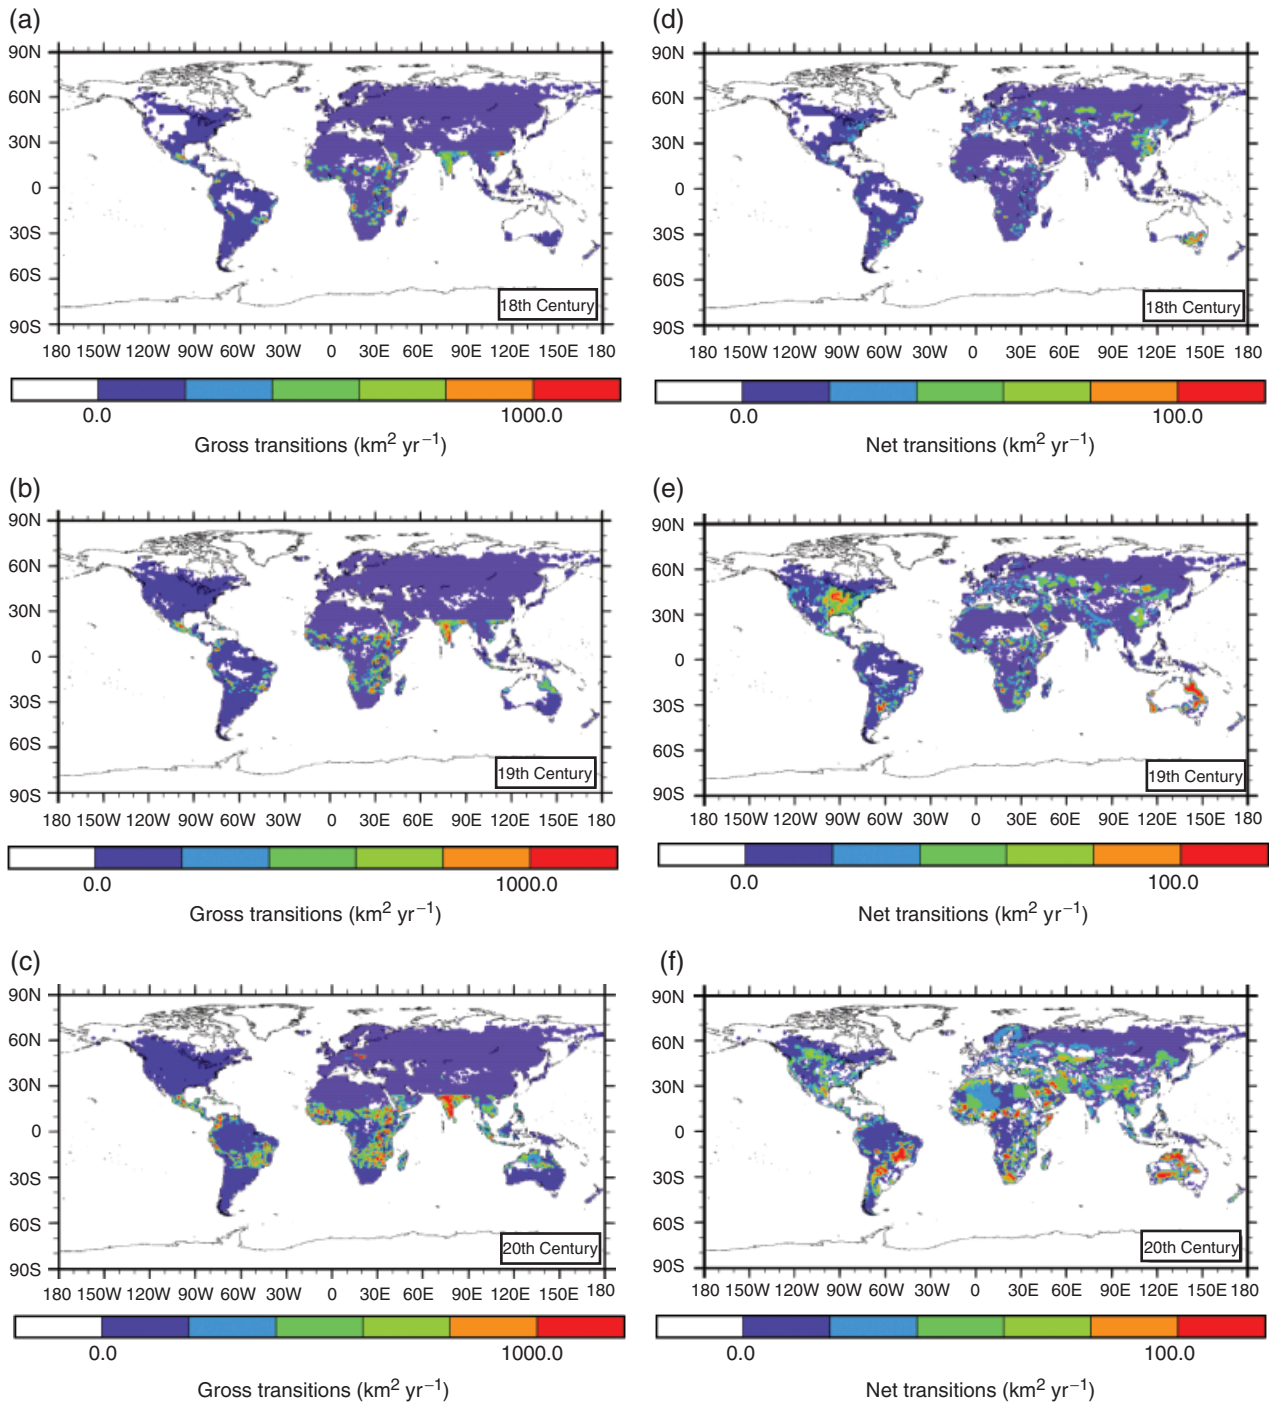 (a)
90N
60N
30N
0
30S
60S
90S
18th Century
180 150W 120W 90W 60W 30W 0 30E 60E 90E 120E 150E 180
0.0 1000.0
Gross transitions (km² yr⁻¹)
(d)
90N
60N
30N
0
30S
60S
90S
18th Century
180 150W 120W 90W 60W 30W 0 30E 60E 90E 120E 150E 180
0.0 100.0
Net transitions (km² yr⁻¹)
(b)
90N
60N
30N
0
30S
60S
90S
19th Century
180 150W 120W 90W 60W 30W 0 30E 60E 90E 120E 150E 180
0.0 1000.0
Gross transitions (km² yr⁻¹)
(e)
90N
60N
30N
0
30S
60S
90S
19th Century
180 150W 120W 90W 60W 30W 0 30E 60E 90E 120E 150E 180
0.0 100.0
Net transitions (km² yr⁻¹)
(c)
90N
60N
30N
0
30S
60S
90S
20th Century
180 150W 120W 90W 60W 30W 0 30E 60E 90E 120E 150E 180
0.0 1000.0
Gross transitions (km² yr⁻¹)
(f)
90N
60N
30N
0
30S
60S
90S
20th Century
180 150W 120W 90W 60W 30W 0 30E 60E 90E 120E 150E 180
0.0 100.0
Net transitions (km² yr⁻¹)